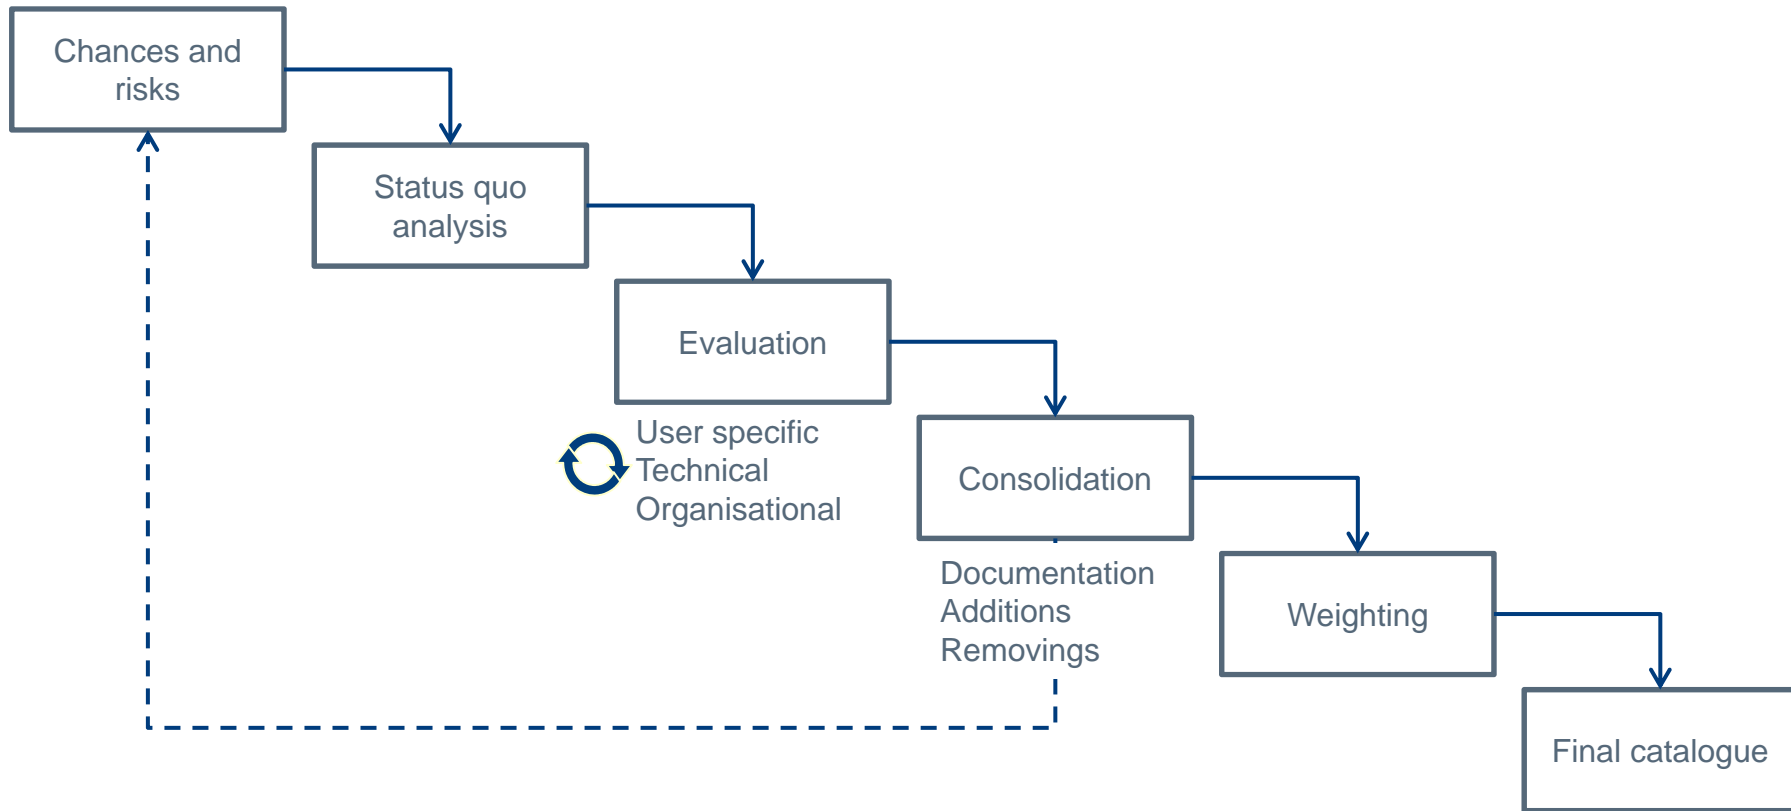 Chances and
risks
Status quo
analysis
Evaluation
User specific
Technical
Organisational
Consolidation
Documentation
Additions
Removings
Weighting
Final catalogue